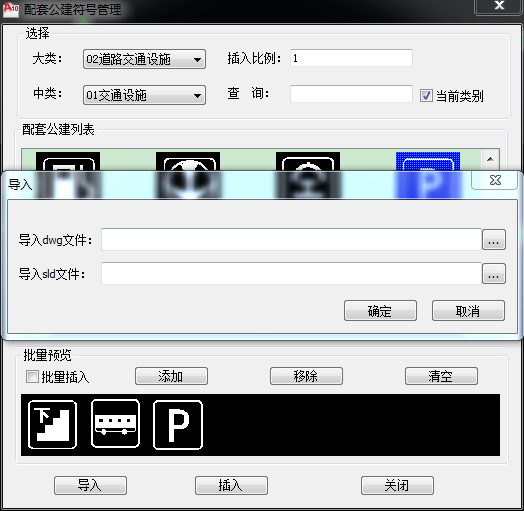 A10 配套公建符号管理
选择
大类： 02道路交通设施 插入比例： 1
中类： 01交通设施 查 询： 当前类别
配套公建列表
P
导入
导入dwg文件： ...
导入sld文件： ...
确定 取消
批量预览
批量插入 添加 移除 清空
P
导入 插入 关闭